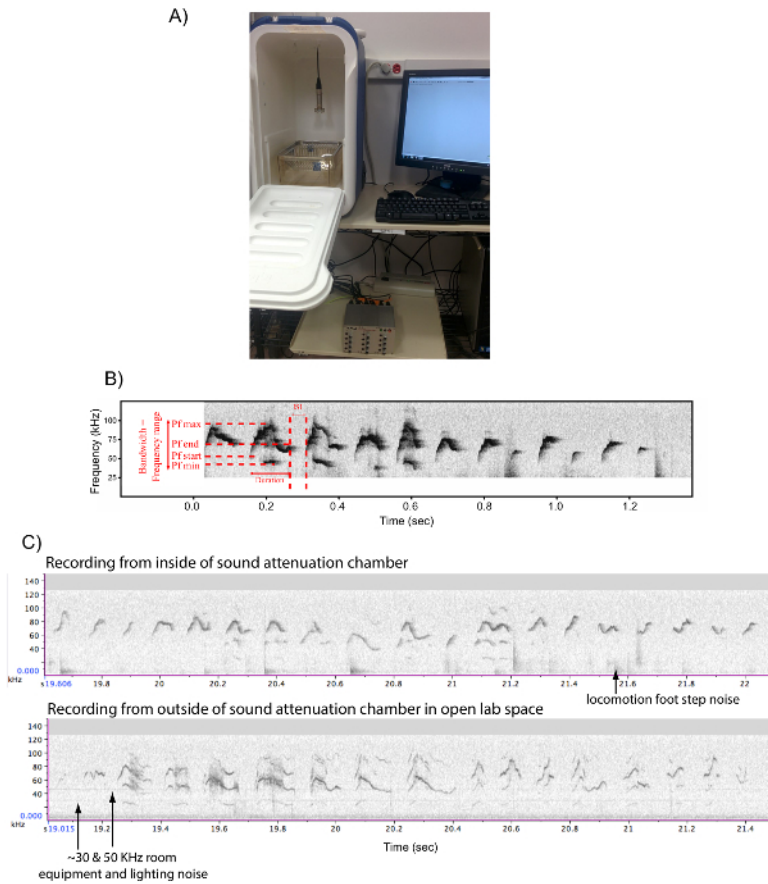 A)
B)
Frequency (kHz)
100
75
50
25
Bandwidth =
Frequency range
Pf max
Pf end
Pf start
Pf min
ISI
Duration
0.0
0.2
0.4
0.6
0.8
1.0
1.2
Time (sec)
C)
Recording from inside of sound attenuation chamber
140
120
100
80
60
40
0.000
kHz
s19.606
19.8
20
20.2
20.4
20.6
20.8
21
21.2
21.4
21.6
21.8
22
locomotion foot step noise
Recording from outside of sound attenuation chamber in open lab space
140
120
100
80
60
40
0.000
kHz
s19.015
19.2
19.4
19.6
19.8
20
20.2
20.4
20.6
20.8
21
21.2
21.4
Time (sec)
~30 & 50 KHz room
equipment and lighting noise